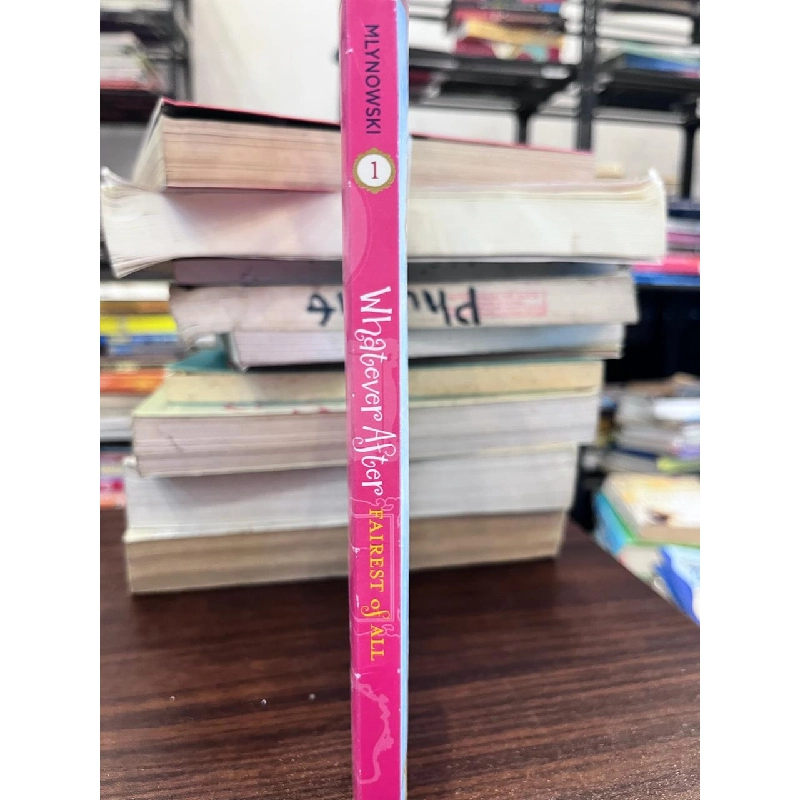 MLYNOWSKI
1
Whatever After
FAIREST of ALL